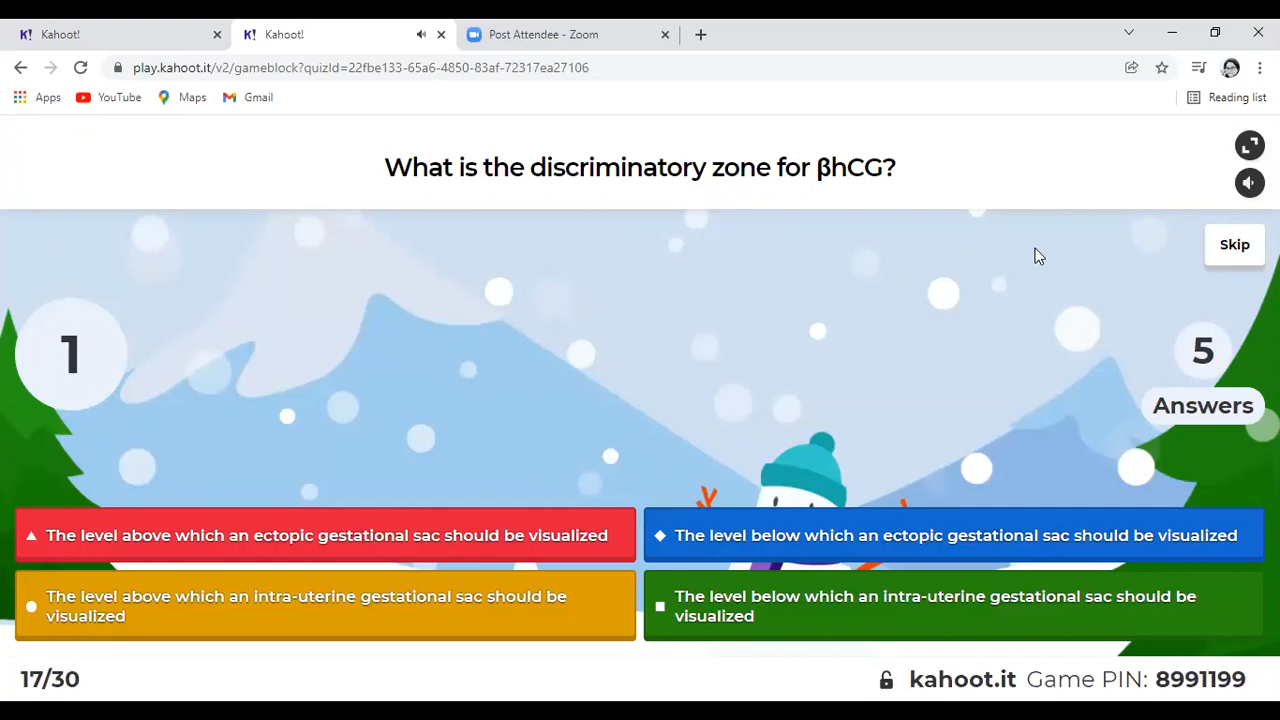 K! Kahoot!
K! Kahoot!
Post Attendee - Zoom
play.kahoot.it/v2/gameblock?quizId=22fbe133-65a6-4850-83af-72317ea27106
Apps
YouTube
Maps
Gmail
Reading list
What is the discriminatory zone for βhCG?
Skip
1
5
Answers
The level above which an ectopic gestational sac should be visualized
The level below which an ectopic gestational sac should be visualized
The level above which an intra-uterine gestational sac should be
visualized
The level below which an intra-uterine gestational sac should be
visualized
17/30
kahoot.it Game PIN: 8991199